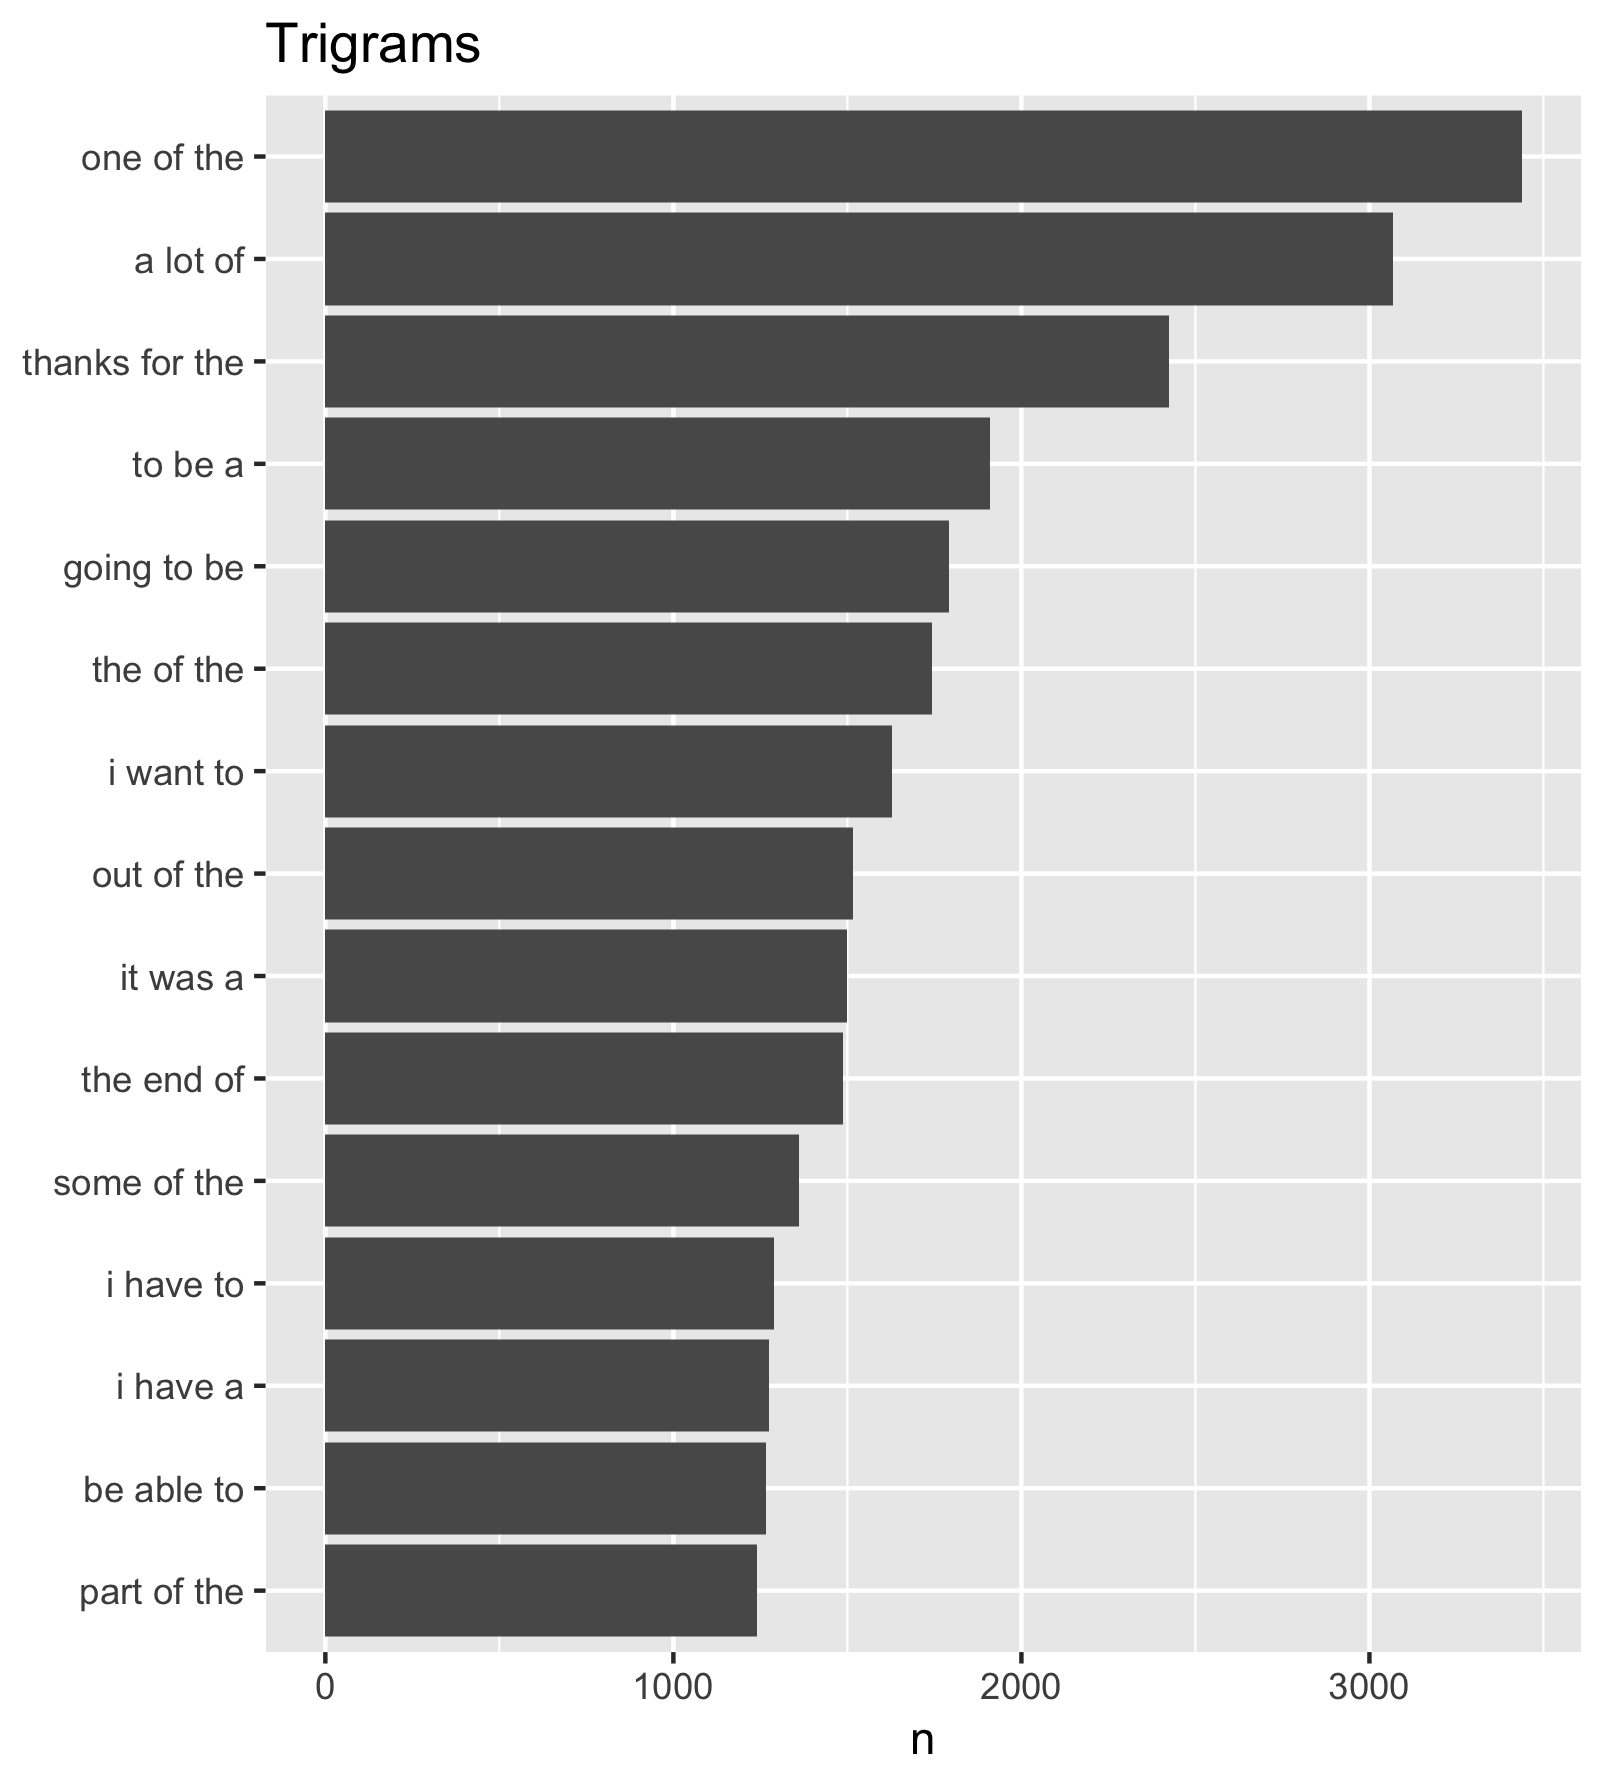 Trigrams
one of the
a lot of
thanks for the
to be a
going to be
the of the
i want to
out of the
it was a
the end of
some of the
i have to
i have a
be able to
part of the
0 1000 2000 3000
n